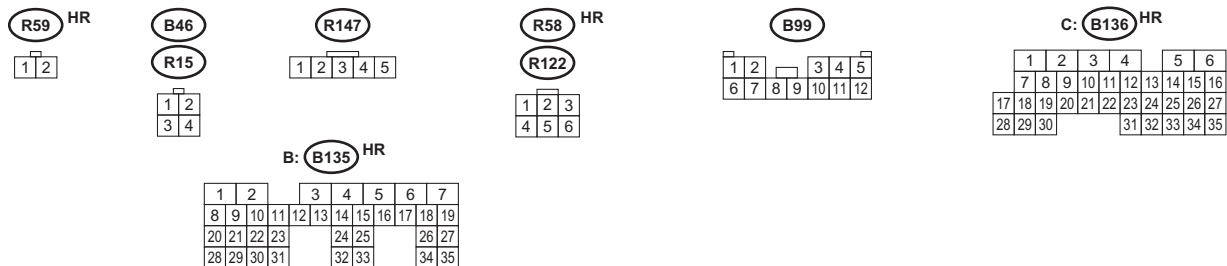 R59 HR
1 2
B46
R15
1 2
3 4
R147
1 2 3 4 5
R58 HR
R122
1 2 3
4 5 6
B99
1 2 3 4 5
6 7 8 9 10 11 12
C: B136 HR
1 2 3 4 5 6
7 8 9 10 11 12 13 14 15 16
17 18 19 20 21 22 23 24 25 26 27
28 29 30 31 32 33 34 35
B: B135 HR
1 2 3 4 5 6 7
8 9 10 11 12 13 14 15 16 17 18 19
20 21 22 23 24 25 26 27
28 29 30 31 32 33 34 35